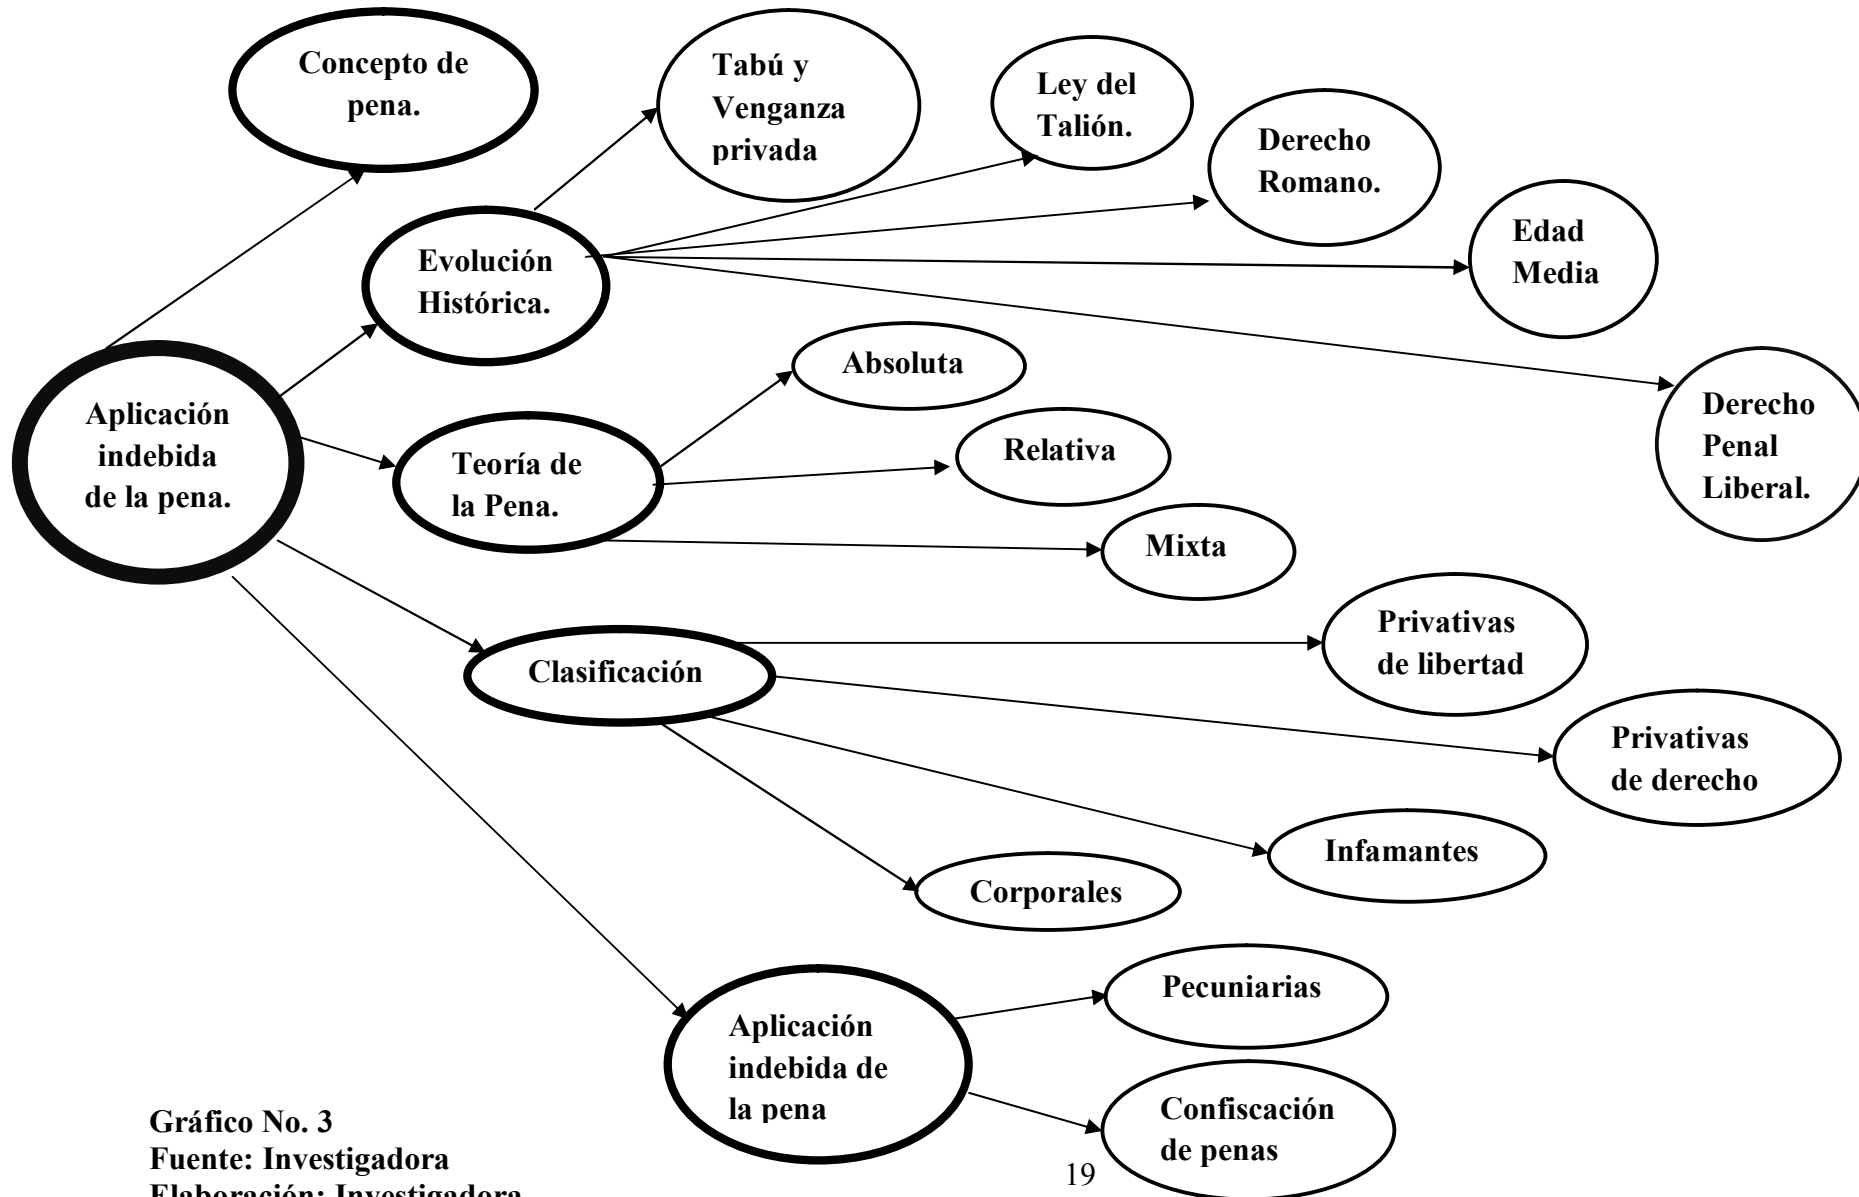 Concepto de
pena.
Tabú y
Venganza
privada
Ley del
Talión.
Derecho
Romano.
Edad
Media
Evolución
Histórica.
Derecho
Penal
Liberal.
Aplicación
indebida
de la pena.
Absoluta
Teoría de
la Pena.
Relativa
Mixta
Clasificación
Privativas
de libertad
Privativas
de derecho
Infamantes
Corporales
Aplicación
indebida de
la pena
Pecuniarias
Confiscación
de penas
Gráfico No. 3
Fuente: Investigadora
Elaboración: Investigadora
19